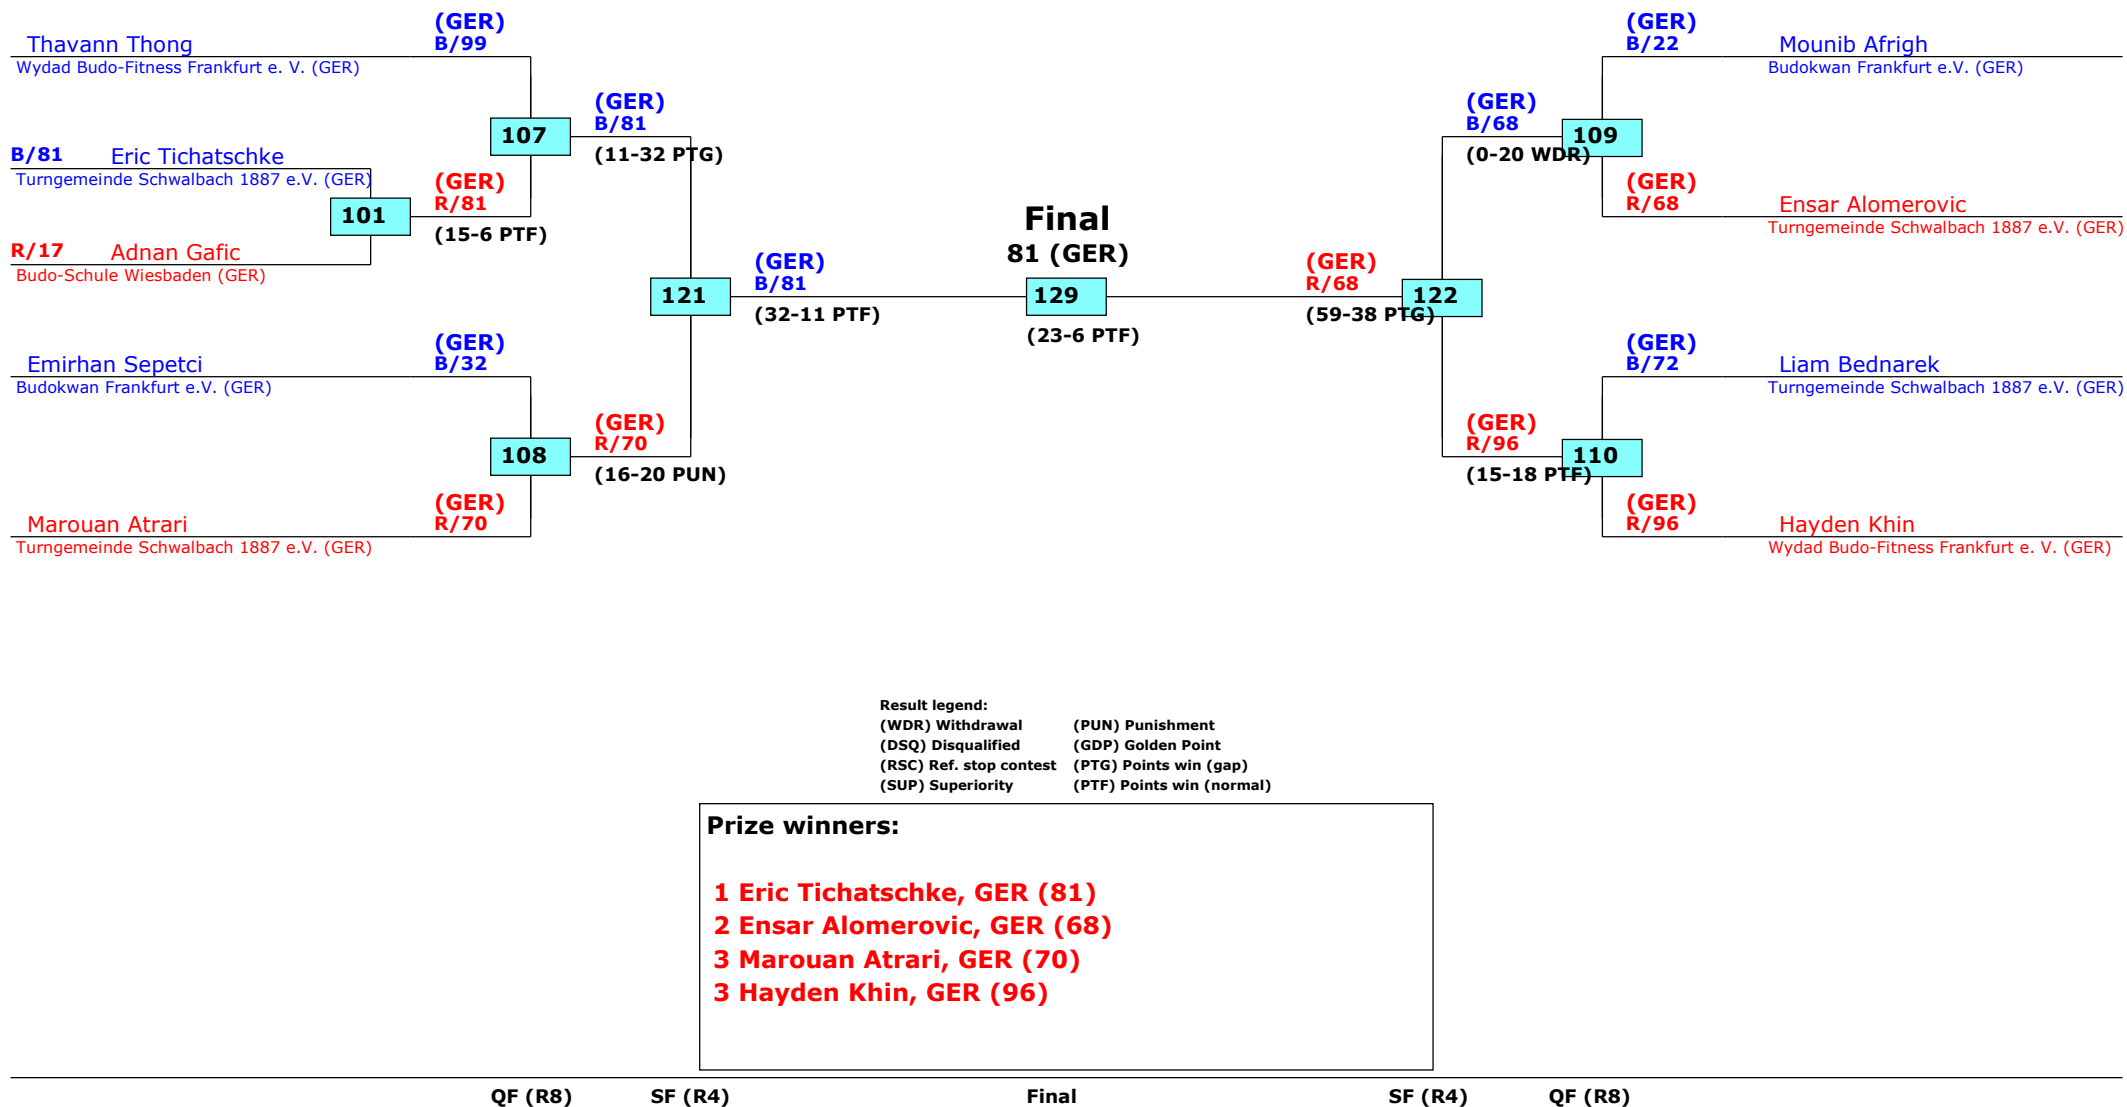 (GER)
B/99
Thavann Thong
Wydad Budo-Fitness Frankfurt e. V. (GER)
107
(GER)
B/81
(11-32 PTG)
B/81 Eric Tichatschke
Turngemeinde Schwalbach 1887 e.V. (GER)
101
(GER)
R/81
(15-6 PTF)
R/17 Adnan Gafic
Budo-Schule Wiesbaden (GER)
121
(GER)
B/81
(32-11 PTF)
(GER)
B/32
Emirhan Sepetci
Budokwan Frankfurt e.V. (GER)
108
(GER)
R/70
(16-20 PUN)
(GER)
R/70
Marouan Atrari
Turngemeinde Schwalbach 1887 e.V. (GER)
Final
81 (GER)
129
(23-6 PTF)
(GER)
B/22
Mounib Afrigh
Budokwan Frankfurt e.V. (GER)
(GER)
B/68
109
(0-20 WDR)
(GER)
R/68
Ensar Alomerovic
Turngemeinde Schwalbach 1887 e.V. (GER)
(GER)
R/68
122
(59-38 PTG)
(GER)
B/72
Liam Bednarek
Turngemeinde Schwalbach 1887 e.V. (GER)
(GER)
R/96
110
(15-18 PTF)
(GER)
R/96
Hayden Khin
Wydad Budo-Fitness Frankfurt e. V. (GER)
Result legend:
(WDR) Withdrawal (PUN) Punishment
(DSQ) Disqualified (GDP) Golden Point
(RSC) Ref. stop contest (PTG) Points win (gap)
(SUP) Superiority (PTF) Points win (normal)
Prize winners:
1 Eric Tichatschke, GER (81)
2 Ensar Alomerovic, GER (68)
3 Marouan Atrari, GER (70)
3 Hayden Khin, GER (96)
QF (R8) SF (R4) Final SF (R4) QF (R8)